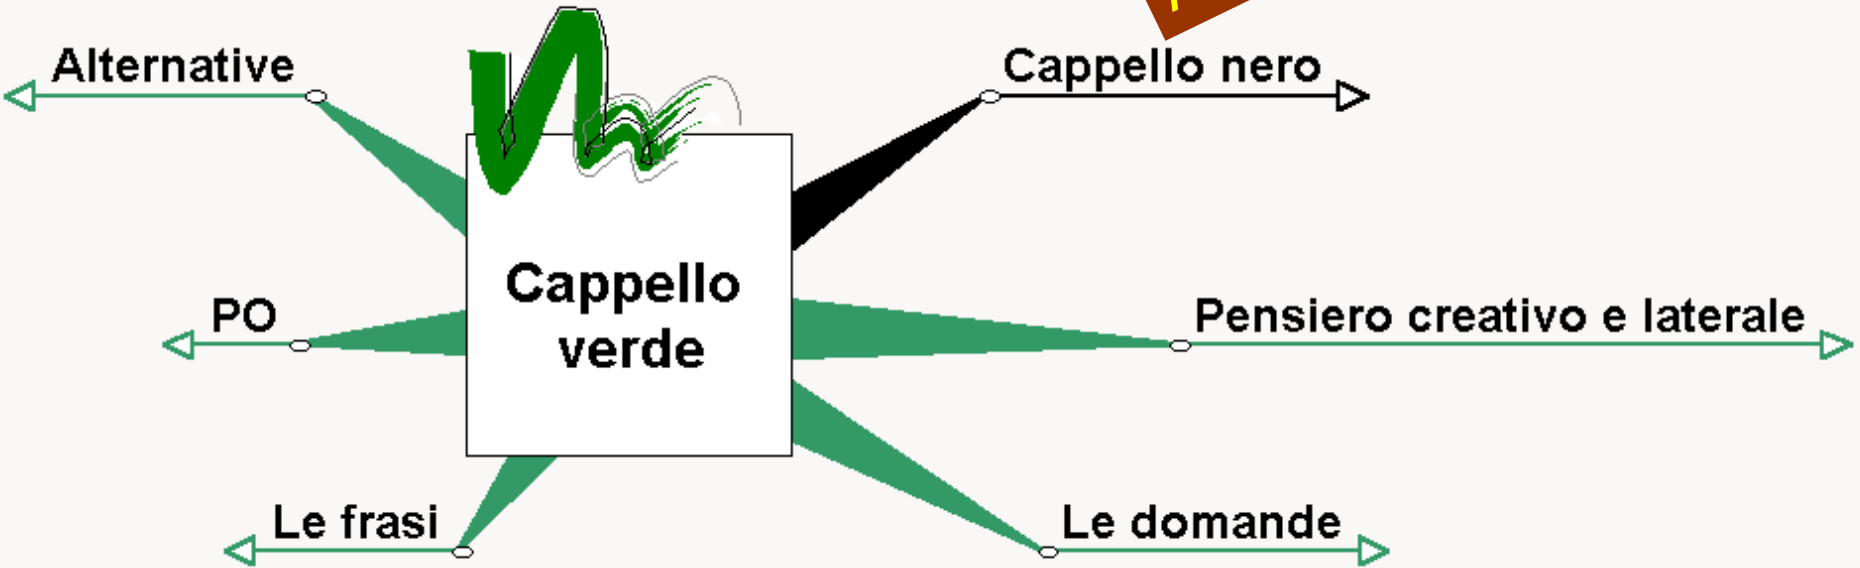 Alternative
Cappello nero
Cappello
verde
PO
Pensiero creativo e laterale
Le frasi
Le domande